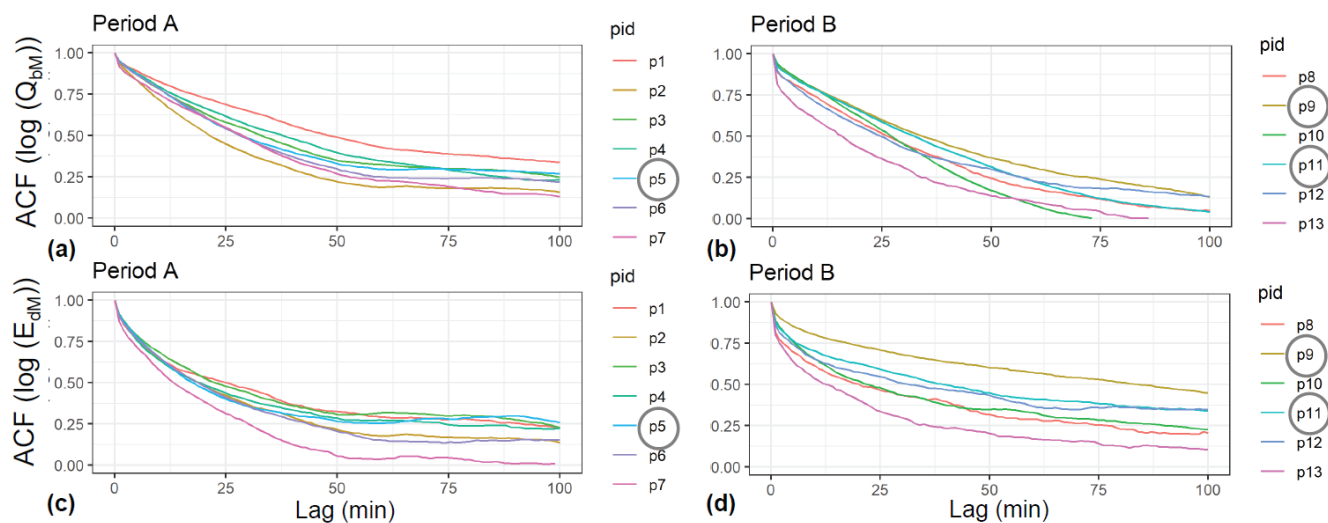 Period A
ACF (log (QbM))
1.00
0.75
0.50
0.25
0.00
0
25
50
75
100
(a)
pid
p1
p2
p3
p4
p5
p6
p7
Period B
1.00
0.75
0.50
0.25
0.00
0
25
50
75
100
(b)
pid
p8
p9
p10
p11
p12
p13
Period A
ACF (log (EdM))
1.00
0.75
0.50
0.25
0.00
0
25
50
75
100
Lag (min)
(c)
pid
p1
p2
p3
p4
p5
p6
p7
Period B
1.00
0.75
0.50
0.25
0.00
0
25
50
75
100
Lag (min)
(d)
pid
p8
p9
p10
p11
p12
p13